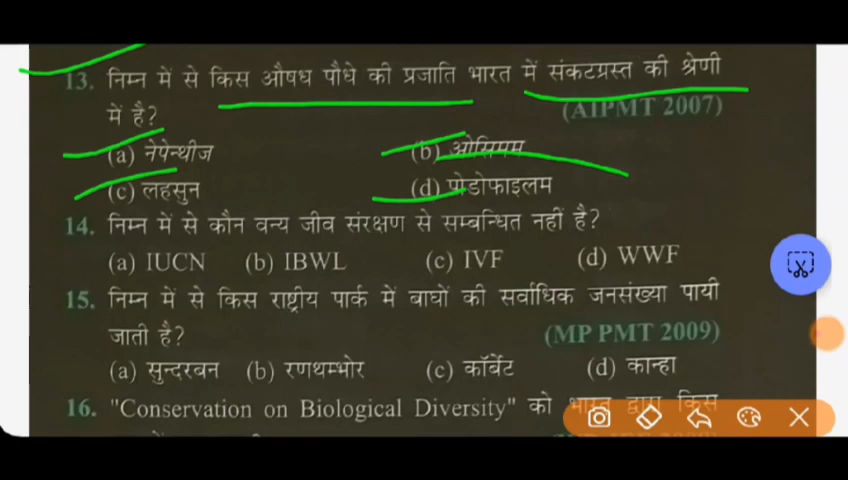 13. निम्न में से किस औषध पौधे की प्रजाति भारत में संकटग्रस्त की श्रेणी
में है?
(AIPMT 2007)
(a) नेपेन्थीज (b) ओसिमम
(c) लहसुन (d) पोडोफाइलम
14. निम्न में से कौन वन्य जीव संरक्षण से सम्बन्धित नहीं है?
(a) IUCN (b) IBWL (c) IVF (d) WWF
15. निम्न में से किस राष्ट्रीय पार्क में बाघों की सर्वाधिक जनसंख्या पायी
जाती है?
(MP PMT 2009)
(a) सुन्दरबन (b) रणथम्भोर (c) कॉर्बेट (d) कान्हा
16. "Conservation on Biological Diversity" को भारत द्वारा किस